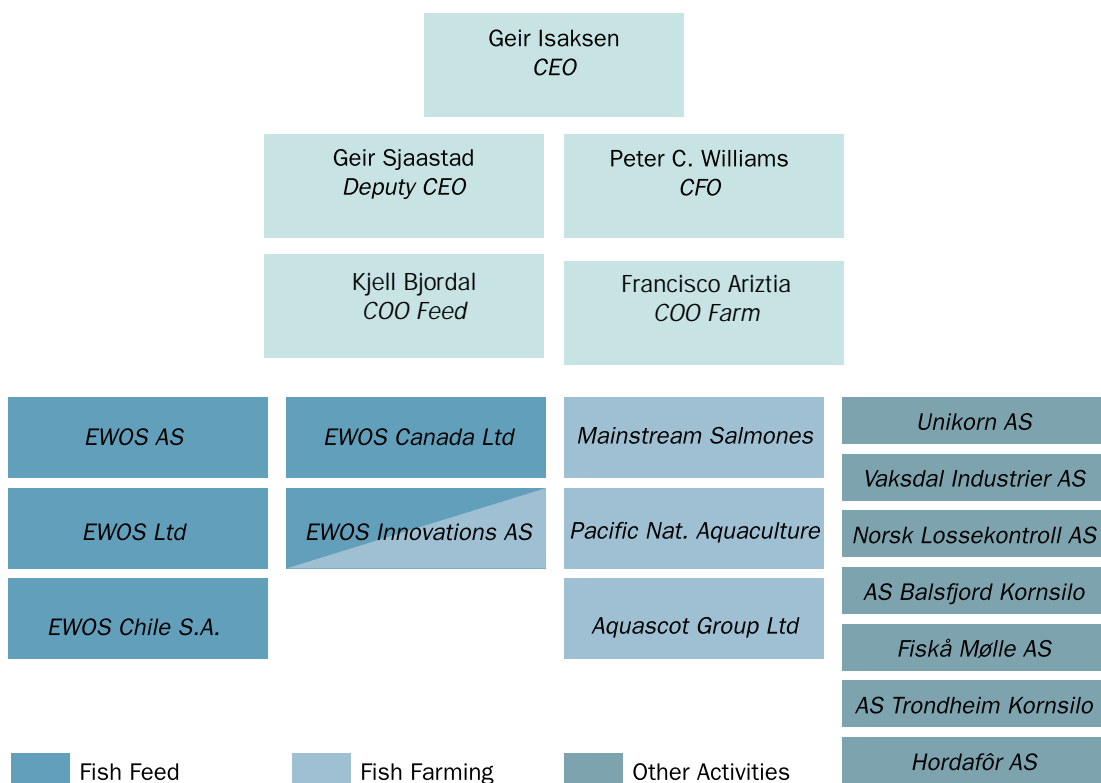 Geir Isaksen
CEO
Geir Sjaastad
Deputy CEO
Peter C. Williams
CFO
Kjell Bjordal
COO Feed
Francisco Ariztia
COO Farm
EWOS AS
EWOS Ltd
EWOS Chile S.A.
EWOS Canada Ltd
EWOS Innovations AS
Mainstream Salmones
Pacific Nat. Aquaculture
Aquascot Group Ltd
Unikorn AS
Vaksdal Industrier AS
Norsk Lossekontroll AS
AS Balsfjord Kornsilo
Fiskå Mølle AS
AS Trondheim Kornsilo
Hordafôr AS
Fish Feed
Fish Farming
Other Activities